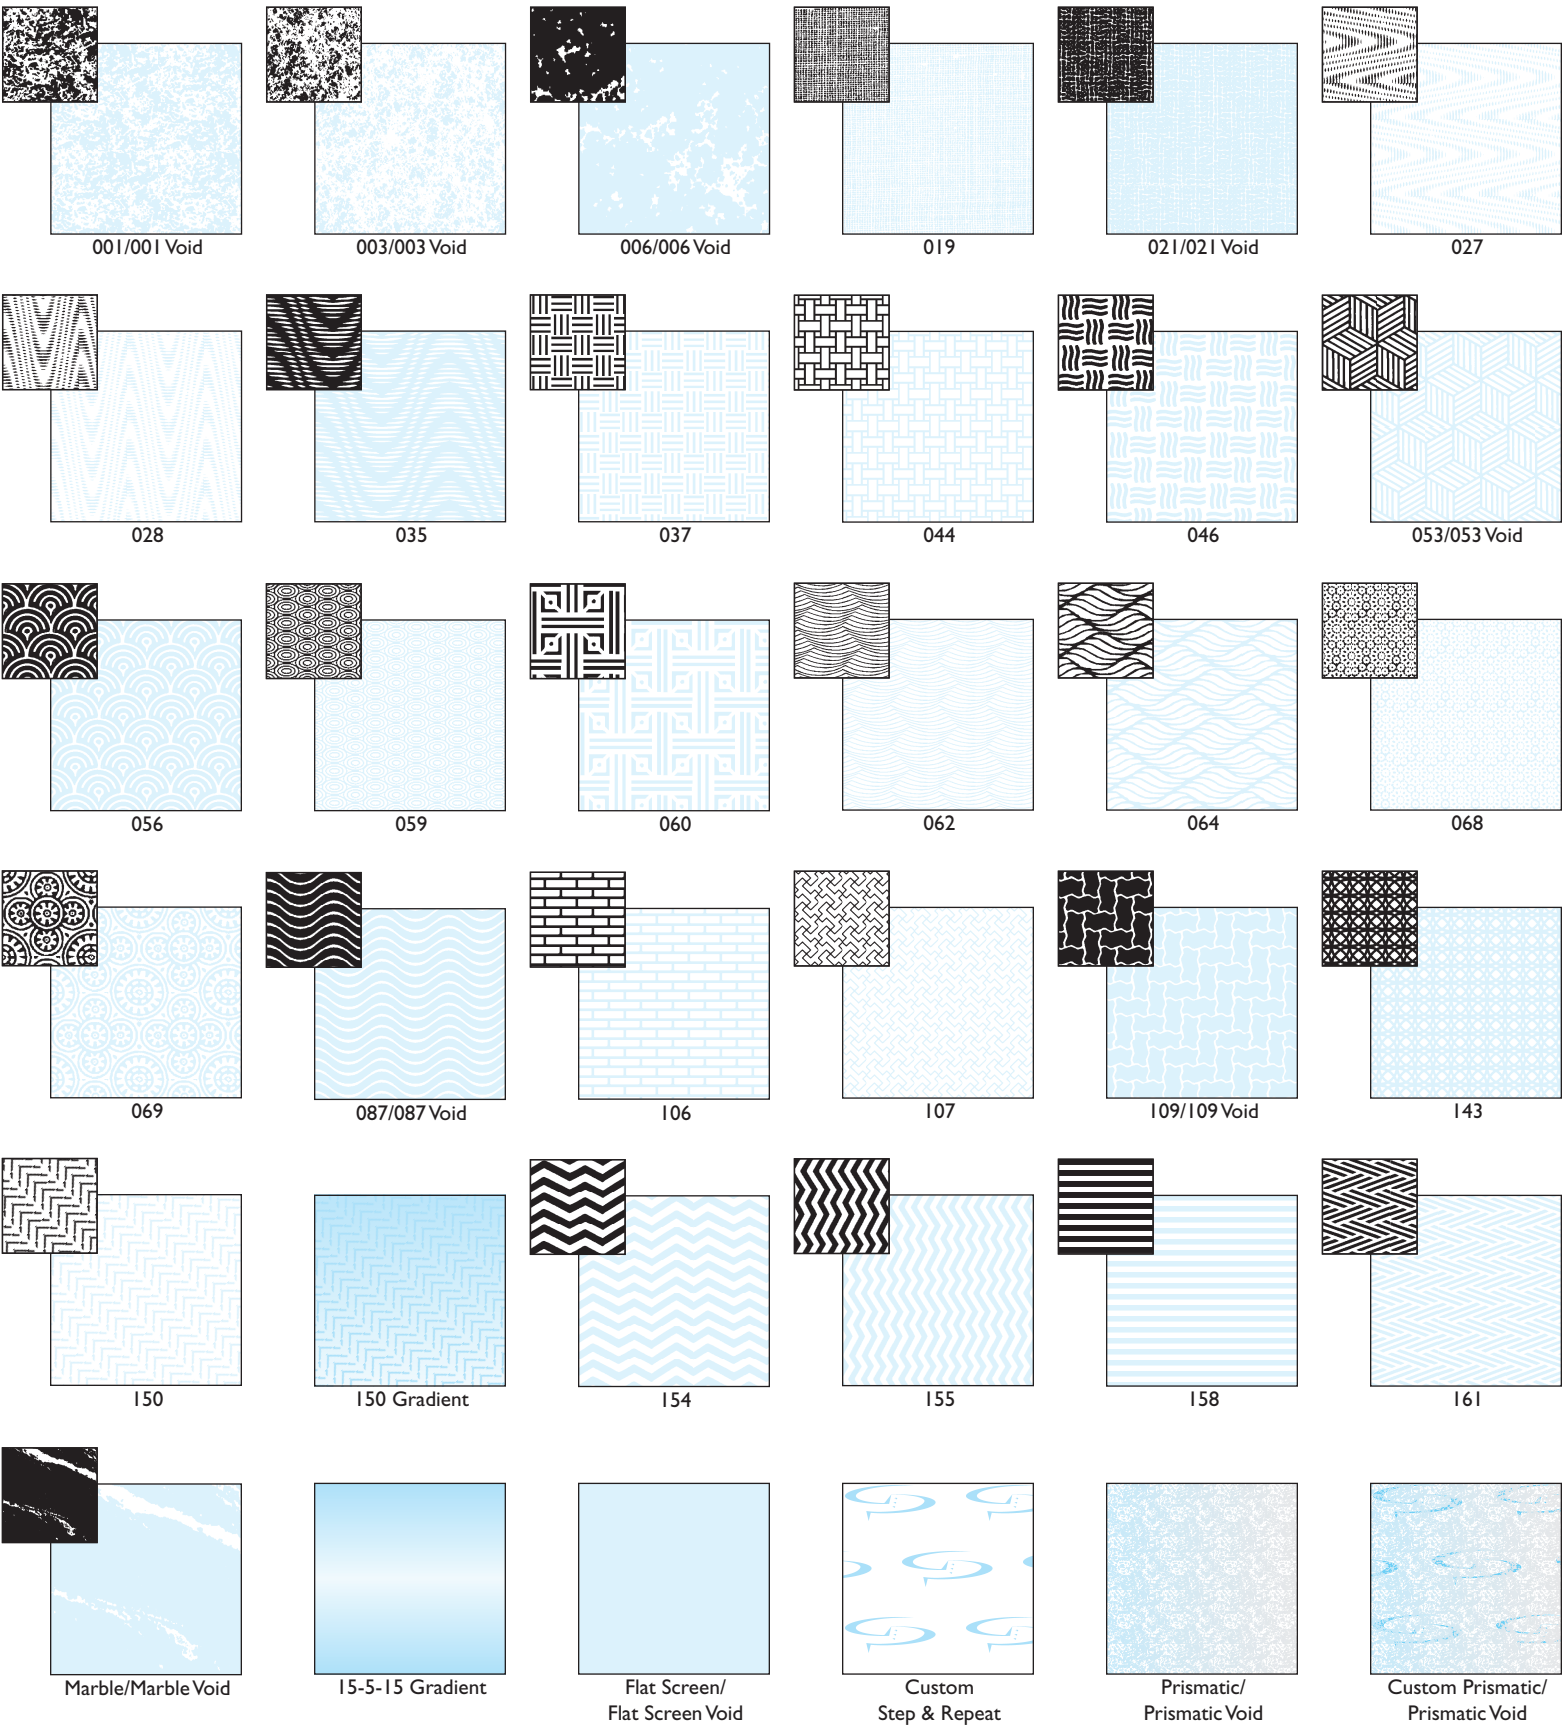 001/001 Void
003/003 Void
006/006 Void
019
021/021 Void
027
028
035
037
044
046
053/053 Void
056
059
060
062
064
068
069
087/087 Void
106
107
109/109 Void
143
150
150 Gradient
154
155
158
161
Marble/Marble Void
15-5-15 Gradient
Flat Screen/
Flat Screen Void
Custom
Step & Repeat
Prismatic/
Prismatic Void
Custom Prismatic/
Prismatic Void